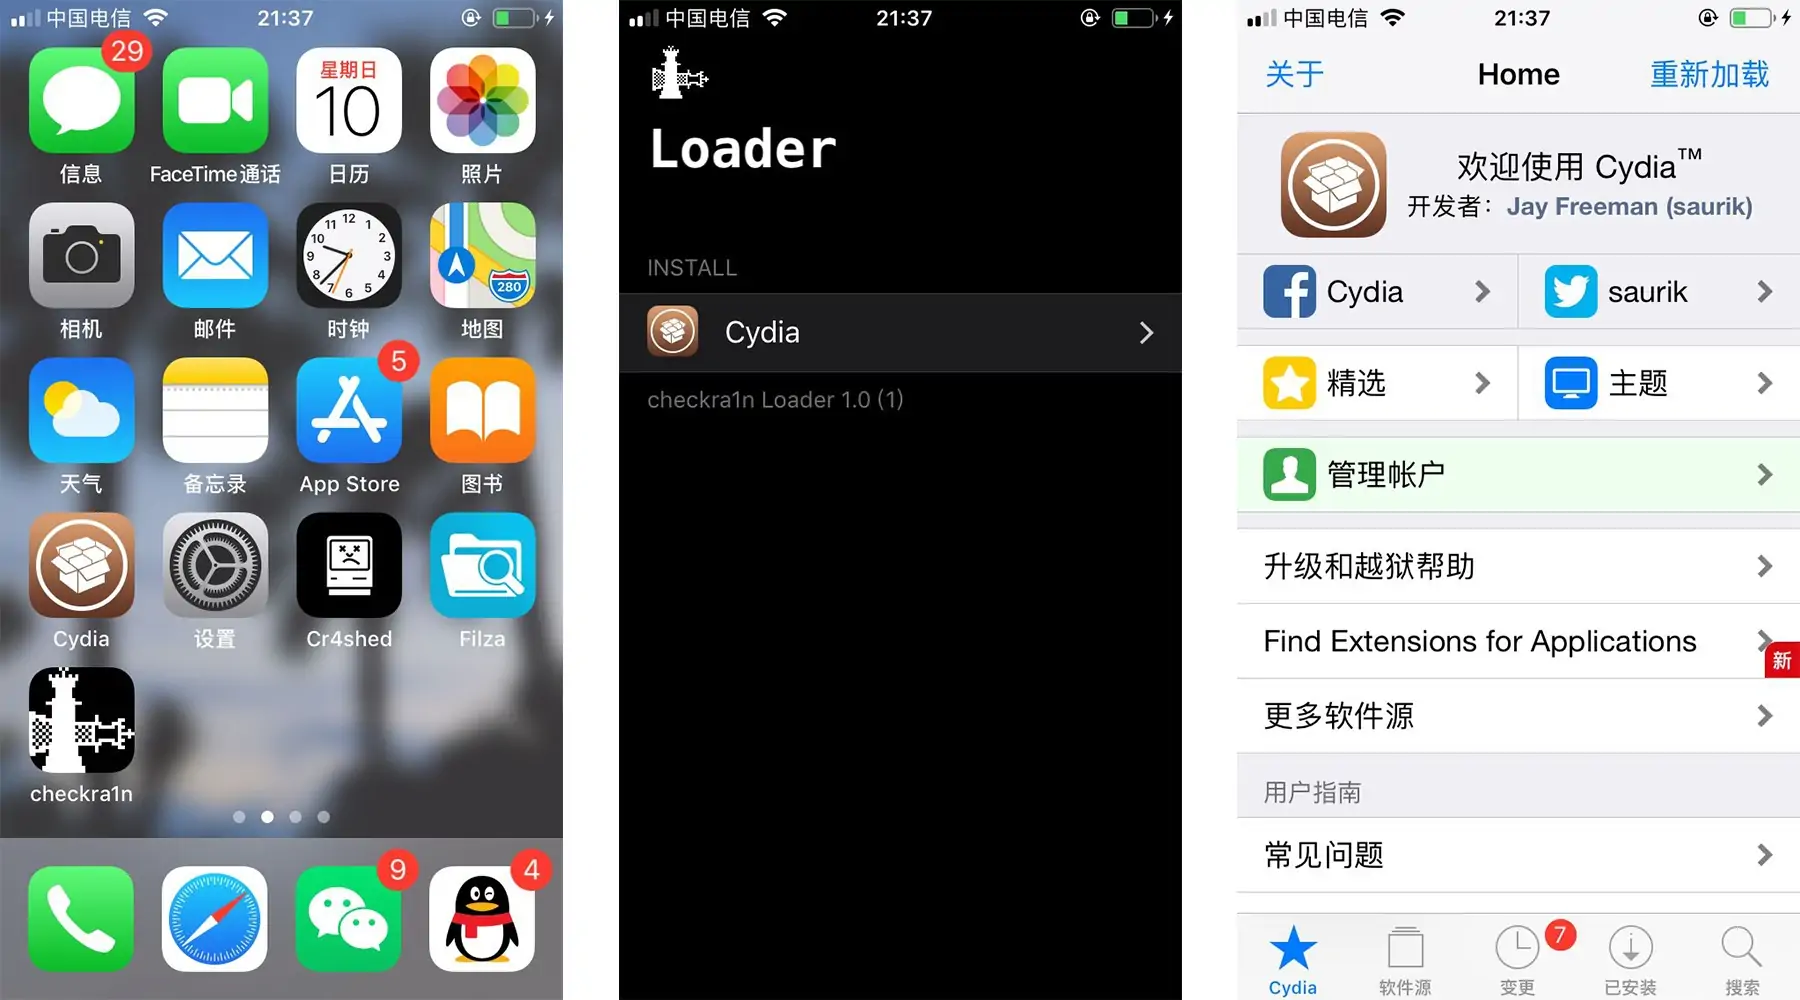 中国电信 21:37
29
星期日
10
信息 FaceTime通话 日历 照片
12 1 2 3 4 5 6 7 8 9 10 11
280
相机 邮件 时钟 地图
5
天气 备忘录 App Store 图书
Cydia 设置 Cr4shed Filza
checkra1n
9 4
中国电信 21:37
Loader
INSTALL
Cydia
checkra1n Loader 1.0 (1)
中国电信 21:37
关于 Home 重新加载
欢迎使用 Cydia™
开发者：Jay Freeman (saurik)
Cydia saurik
精选 主题
管理帐户
升级和越狱帮助
Find Extensions for Applications
新
更多软件源
用户指南
常见问题
7
Cydia 软件源 变更 已安装 搜索